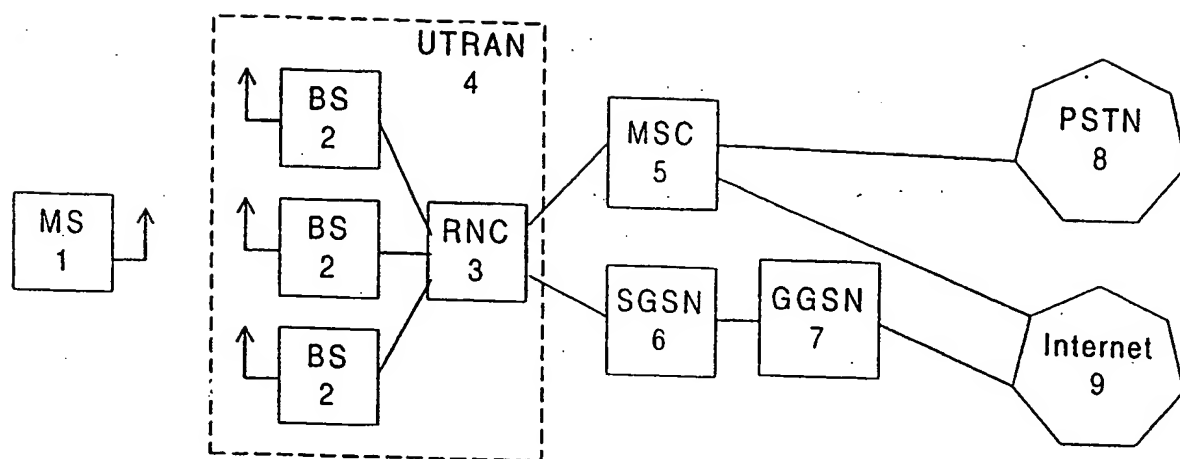 UTRAN
4
BS
2
BS
2
BS
2
MS
1
RNC
3
MSC
5
SGSN
6
GGSN
7
PSTN
8
Internet
9